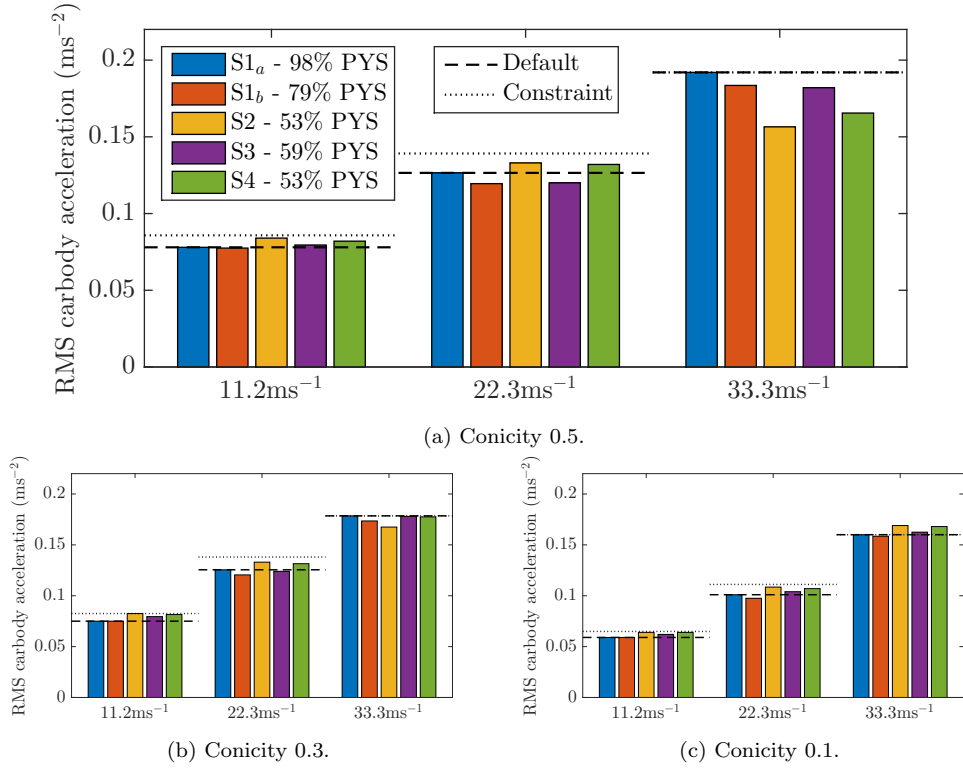 RMS carbody acceleration (ms⁻²)
0.2
0.15
0.1
0.05
0
S1ₐ - 98% PYS
S1_b - 79% PYS
S2 - 53% PYS
S3 - 59% PYS
S4 - 53% PYS
Default
Constraint
11.2ms⁻¹ 22.3ms⁻¹ 33.3ms⁻¹
(a) Conicity 0.5.
RMS carbody acceleration (ms⁻²)
0.2
0.15
0.1
0.05
0
11.2ms⁻¹ 22.3ms⁻¹ 33.3ms⁻¹
(b) Conicity 0.3.
RMS carbody acceleration (ms⁻²)
0.2
0.15
0.1
0.05
0
11.2ms⁻¹ 22.3ms⁻¹ 33.3ms⁻¹
(c) Conicity 0.1.